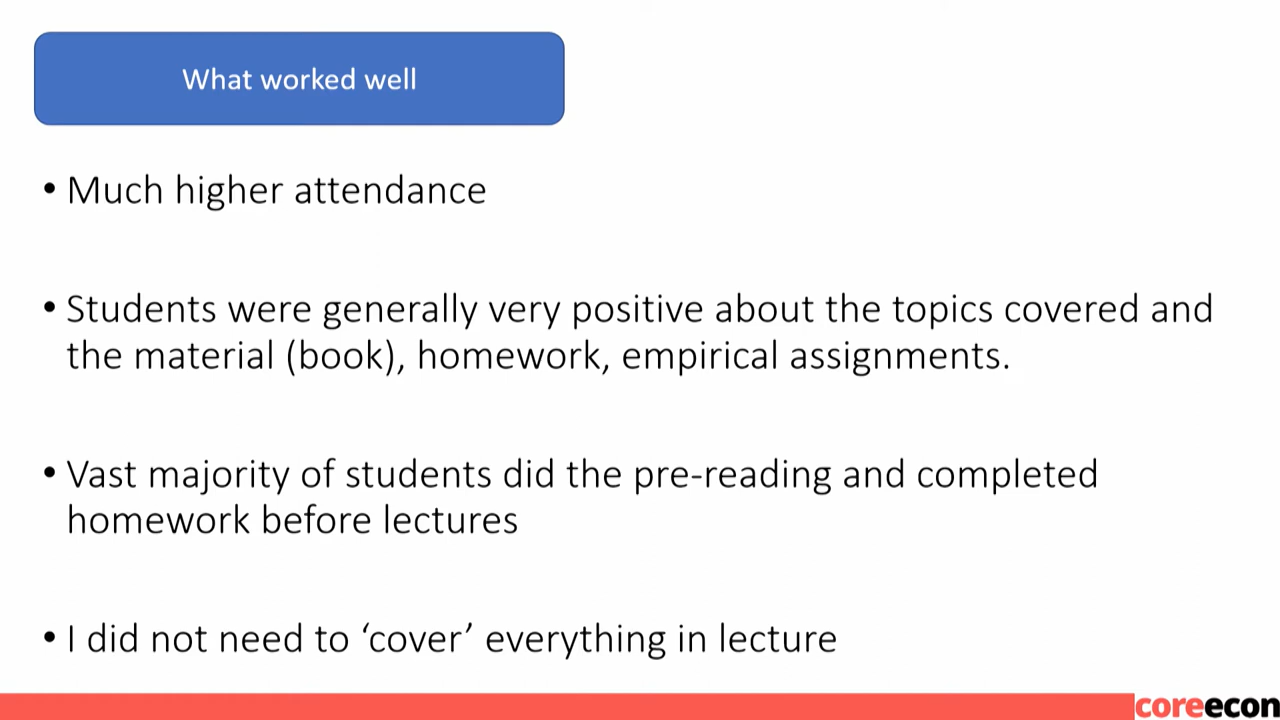 What worked well
• Much higher attendance
• Students were generally very positive about the topics covered and
the material (book), homework, empirical assignments.
• Vast majority of students did the pre-reading and completed
homework before lectures
• I did not need to ‘cover’ everything in lecture
coreecon